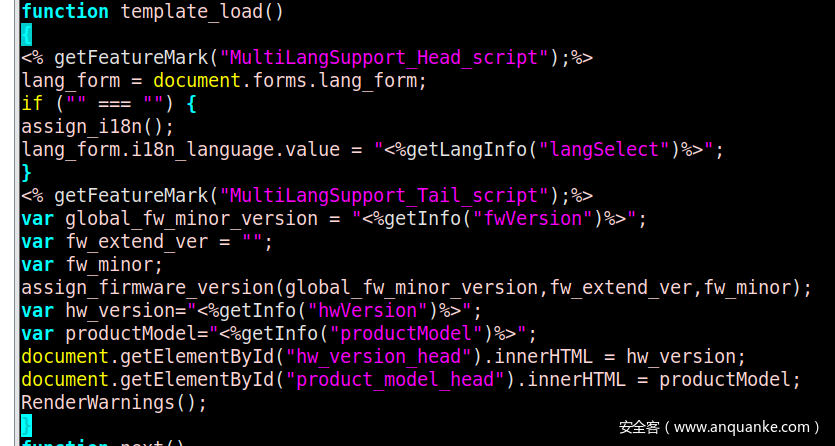 function template_load()
{
<% getFeatureMark("MultiLangSupport_Head_script");%>
lang_form = document.forms.lang_form;
if ("" === "") {
assign_i18n();
lang_form.i18n_language.value = "<%getLangInfo("langSelect")%>";
}
<% getFeatureMark("MultiLangSupport_Tail_script");%>
var global_fw_minor_version = "<%getInfo("fwVersion")%>";
var fw_extend_ver = "";
var fw_minor;
assign_firmware_version(global_fw_minor_version,fw_extend_ver,fw_minor);
var hw_version="<%getInfo("hwVersion")%>";
var productModel="<%getInfo("productModel")%>";
document.getElementById("hw_version_head").innerHTML = hw_version;
document.getElementById("product_model_head").innerHTML = productModel;
RenderWarnings();
}
安全客（www.anquanke.com）
function next()